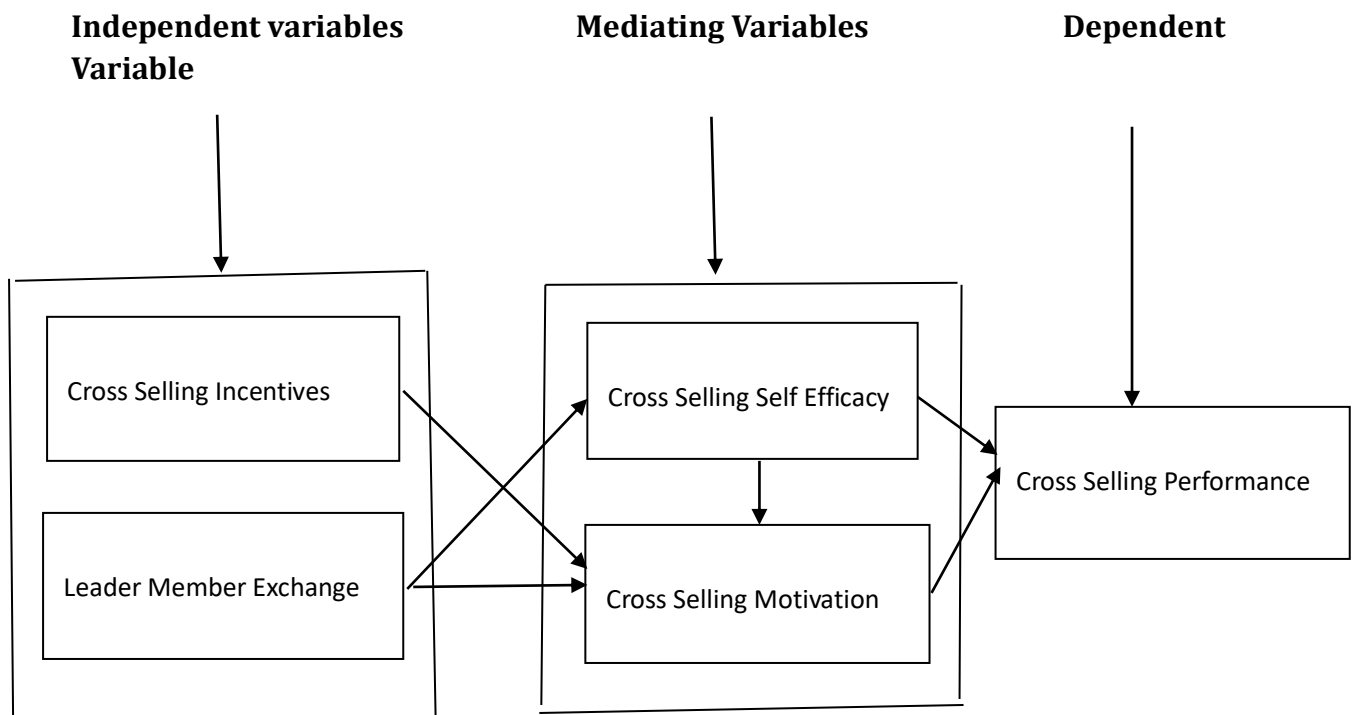 Independent variables Mediating Variables Dependent
Variable
Cross Selling Incentives
Cross Selling Self Efficacy
Cross Selling Performance
Leader Member Exchange
Cross Selling Motivation